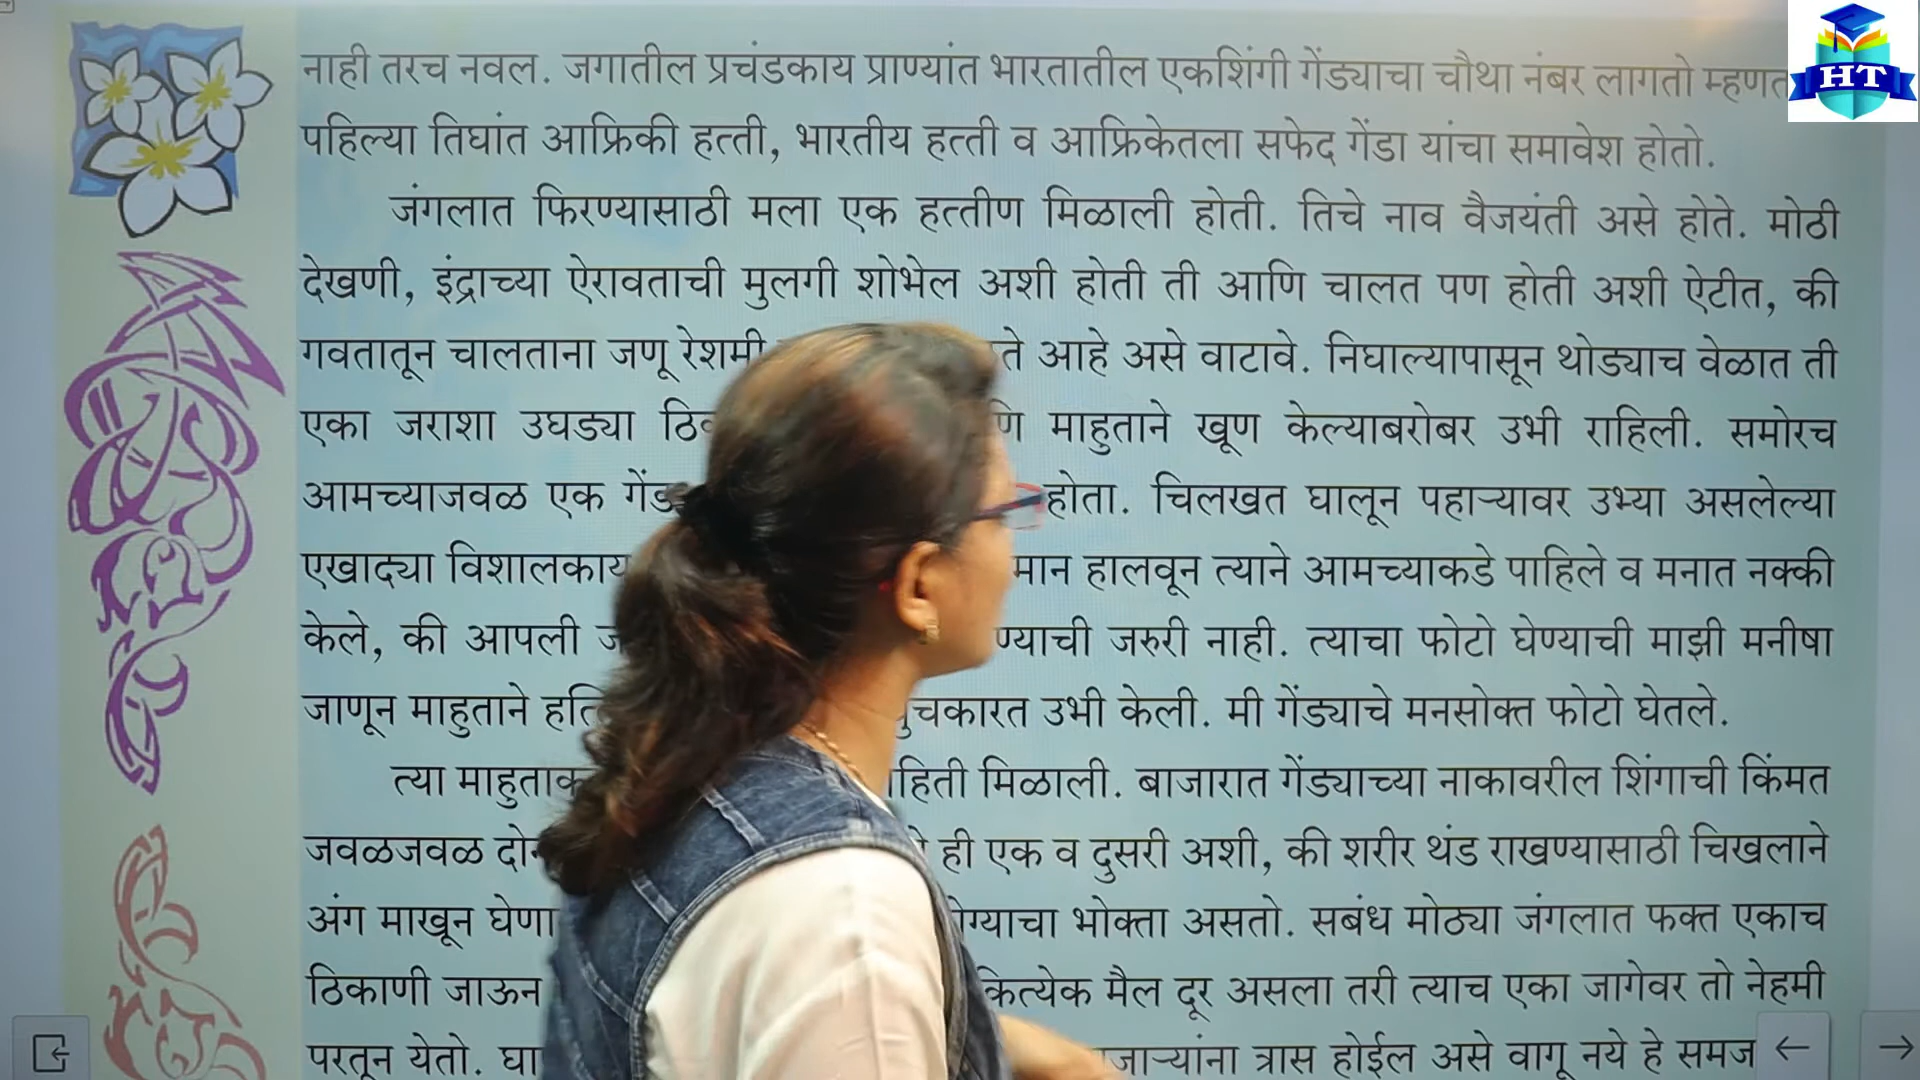 नाही तरच नवल. जगातील प्रचंडकाय प्राण्यांत भारतातील एकशिंगी गेंड्याचा चौथा नंबर लागतो
HT
पहिल्या तिघांत आफ्रिकी हत्ती, भारतीय हत्ती व आफ्रिकेतला सफेद गेंडा यांचा समावेश होतो.
जंगलात फिरण्यासाठी मला एक हत्तीण मिळाली होती. तिचे नाव वैजयंती असे होते. मोठी
देखणी, इंद्राच्या ऐरावताची मुलगी शोभेल अशी होती ती आणि चालत पण होती अशी ऐटीत, की
गवतातून चालताना जणू रेशमी आहे असे वाटावे. निघाल्यापासून थोड्याच वेळात ती
एका जराशा उघड्या माहुताने खूण केल्याबरोबर उभी राहिली. समोरच
आमच्याजवळ एक होता. चिलखत घालून पहाऱ्यावर उभ्या असलेल्या
एखाद्या विशालकाय मान हालवून त्याने आमच्याकडे पाहिले व मनात नक्की
केले, की आपली जरुरी नाही. त्याचा फोटो घेण्याची माझी मनीषा
जाणून माहुताने उभी केली. मी गेंड्याचे मनसोक्त फोटो घेतले.
त्या मिळाली. बाजारात गेंड्याच्या नाकावरील शिंगाची किंमत
जवळजवळ ही एक व दुसरी अशी, की शरीर थंड राखण्यासाठी चिखलाने
अंग माखून भोक्ता असतो. सबंध मोठ्या जंगलात फक्त एकाच
ठिकाणी जाऊन कित्येक मैल दूर असला तरी त्याच एका जागेवर तो नेहमी
परतून येतो. त्रास होईल असे वागू नये हे